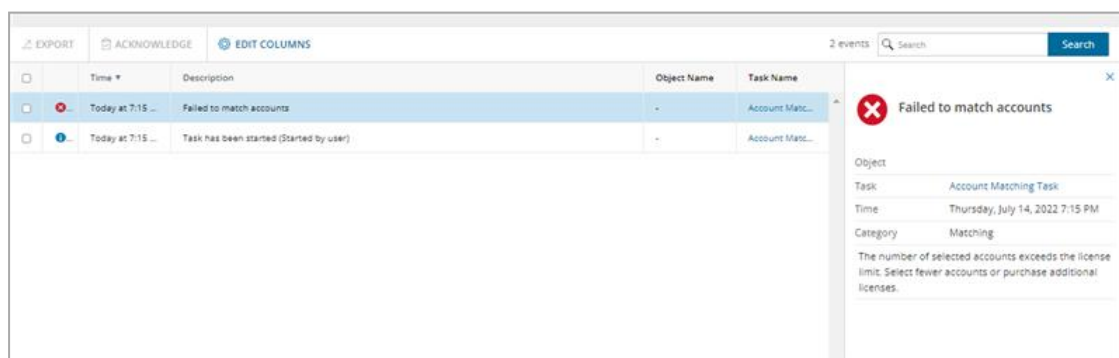 EXPORT ACKNOWLEDGE EDIT COLUMNS 2 events Search Search
Time Description Object Name Task Name
Today at 7:15 ... Failed to match accounts - Account Matc...
Today at 7:15 ... Task has been started (Started by user) - Account Matc...
Failed to match accounts
Object
Task Account Matching Task
Time Thursday, July 14, 2022 7:15 PM
Category Matching
The number of selected accounts exceeds the license
limit. Select fewer accounts or purchase additional
licenses.